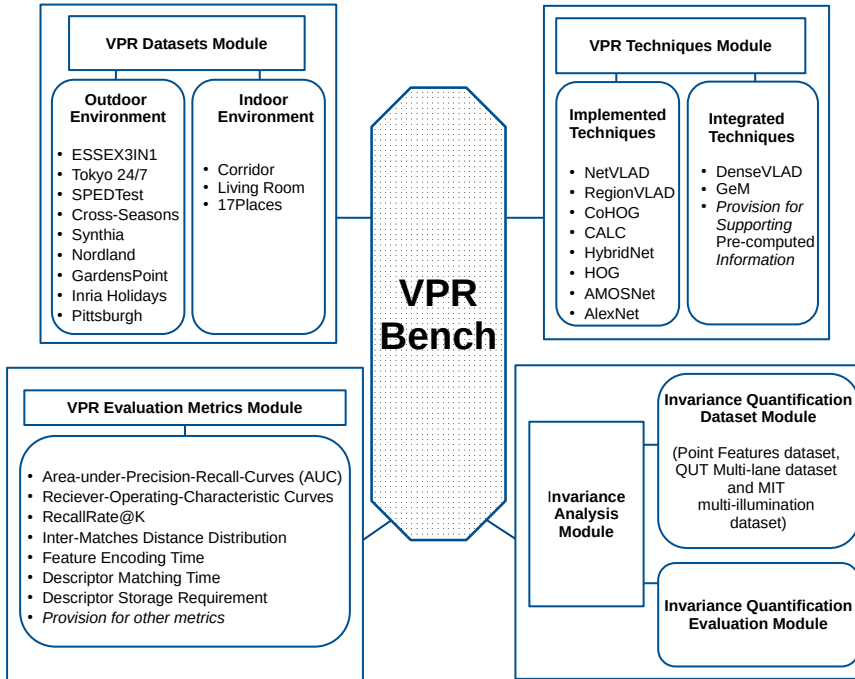 VPR Datasets Module
Outdoor
Environment
• ESSEX3IN1
• Tokyo 24/7
• SPEDTest
• Cross-Seasons
• Synthia
• Nordland
• GardensPoint
• Inria Holidays
• Pittsburgh
Indoor
Environment
• Corridor
• Living Room
• 17Places
VPR
Bench
VPR Techniques Module
Implemented
Techniques
• NetVLAD
• RegionVLAD
• CoHOG
• CALC
• HybridNet
• HOG
• AMOSNet
• AlexNet
Integrated
Techniques
• DenseVLAD
• GeM
• Provision for
Supporting
Pre-computed
Information
VPR Evaluation Metrics Module
• Area-under-Precision-Recall-Curves (AUC)
• Reciever-Operating-Characteristic Curves
• RecallRate@K
• Inter-Matches Distance Distribution
• Feature Encoding Time
• Descriptor Matching Time
• Descriptor Storage Requirement
• Provision for other metrics
Invariance
Analysis
Module
Invariance Quantification
Dataset Module
(Point Features dataset,
QUT Multi-lane dataset
and MIT
multi-illumination
dataset)
Invariance Quantification
Evaluation Module